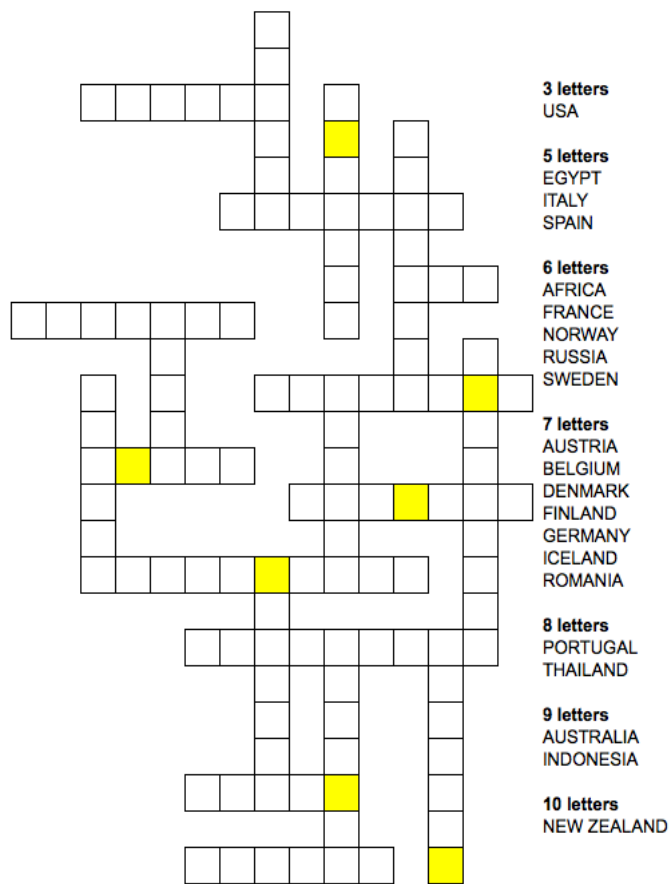 3 letters
USA
5 letters
EGYPT
ITALY
SPAIN
6 letters
AFRICA
FRANCE
NORWAY
RUSSIA
SWEDEN
7 letters
AUSTRIA
BELGIUM
DENMARK
FINLAND
GERMANY
ICELAND
ROMANIA
8 letters
PORTUGAL
THAILAND
9 letters
AUSTRALIA
INDONESIA
10 letters
NEW ZEALAND